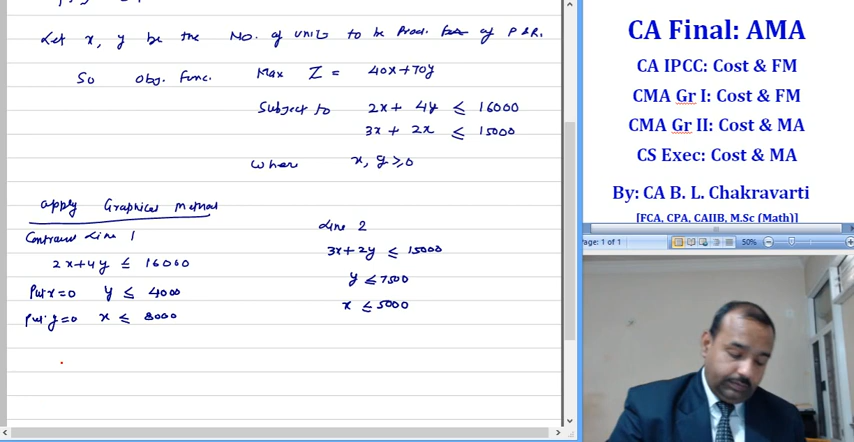 Let x, y be the No. of units to be Prod. of P & R.
So obj. Func. Max Z = 40x+70y
Subject to 2x + 4y ≤ 16000
3x + 2x ≤ 15000
where x, y ≥ 0
apply Graphical Method
Line 1
2x+4y ≤ 16000
Put x=0 y ≤ 4000
Put y=0 x ≤ 8000
Line 2
3x+2y ≤ 15000
y ≤ 7500
x ≤ 5000
CA Final: AMA
CA IPCC: Cost & FM
CMA Gr I: Cost & FM
CMA Gr II: Cost & MA
CS Exec: Cost & MA
By: CA B. L. Chakravarti
[FCA, CPA, CAIIB, M.Sc (Math)]
age: 1 of 1
50%